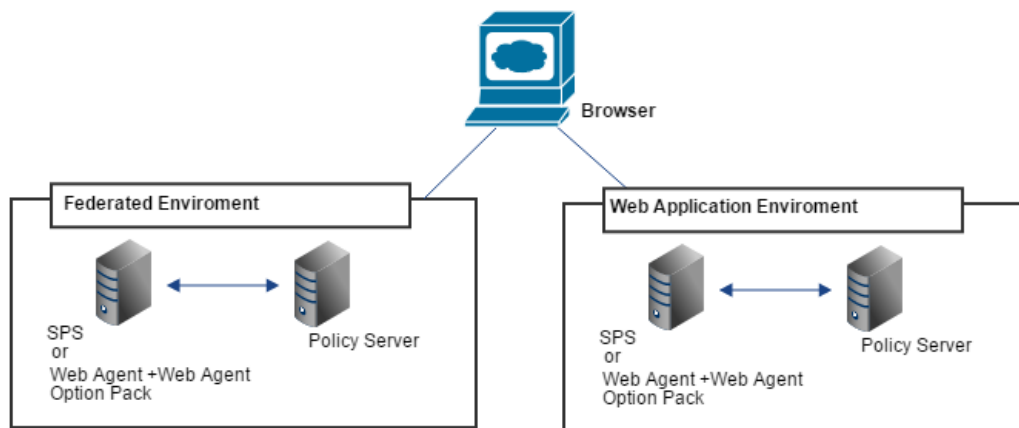 Browser
Federated Enviroment
SPS
or
Web Agent +Web Agent
Option Pack
Policy Server
Web Application Enviroment
SPS
or
Web Agent +Web Agent
Option Pack
Policy Server